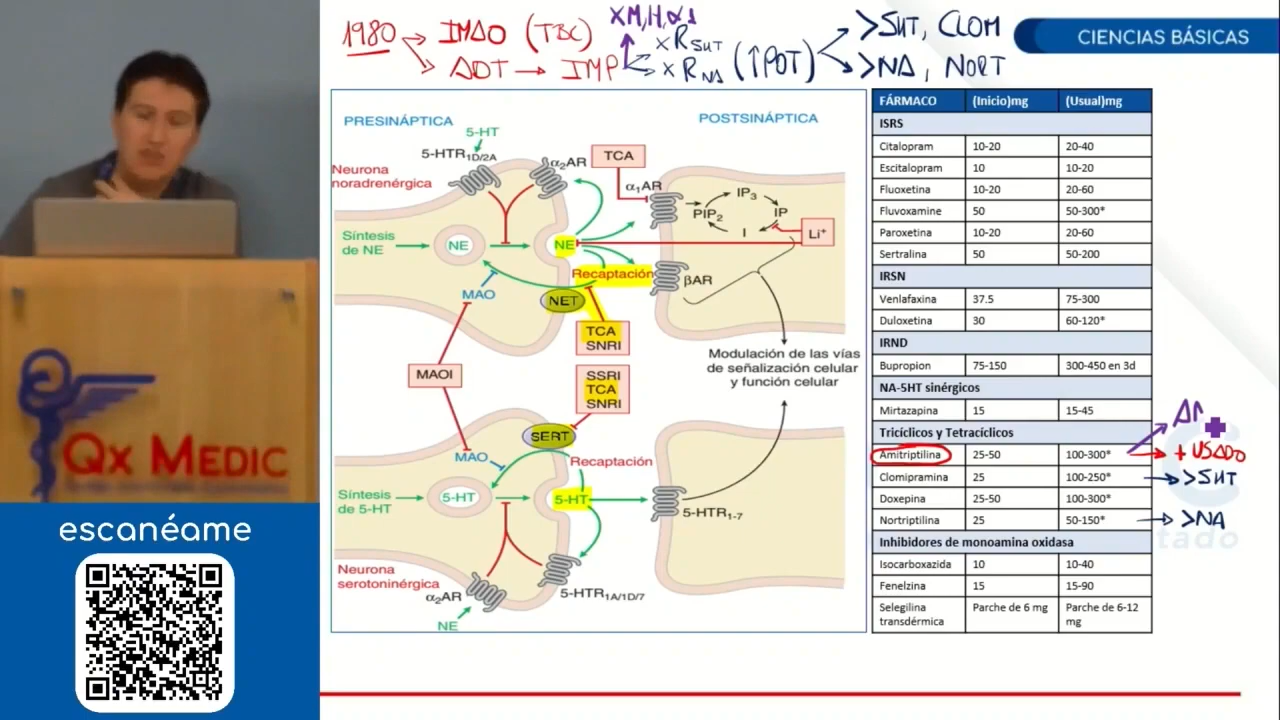 1980 → IMAO (TBC)
→ ADT → IMP
XM, H, α1
x R SHT
x R NA (↑POT)
>SHT, CLOM
>NA, NORT
CIENCIAS BÁSICAS
PRESINÁPTICA
POSTSINÁPTICA
5-HT
5-HTR1D/2A
α2AR
TCA
Neurona
noradrenérgica
α1AR
IP3
PIP2
IP
I
Li+
Síntesis
de NE
NE
NE
Recaptación
βAR
MAO
NET
TCA
SNRI
MAOI
Modulación de las vías
de señalización celular
y función celular
SSRI
TCA
SNRI
SERT
MAO
Recaptación
Síntesis
de 5-HT
5-HT
5-HT
5-HTR1-7
Neurona
serotoninérgica
α2AR
5-HTR1A/1D/7
NE
FÁRMACO (Inicio)mg (Usual)mg
ISRS
Citalopram 10-20 20-40
Escitalopram 10 10-20
Fluoxetina 10-20 20-60
Fluvoxamine 50 50-300*
Paroxetina 10-20 20-60
Sertralina 50 50-200
IRSN
Venlafaxina 37.5 75-300
Duloxetina 30 60-120*
IRND
Bupropion 75-150 300-450 en 3d
NA-5HT sinérgicos
Mirtazapina 15 15-45
Tricíclicos y Tetracíclicos
Amitriptilina 25-50 100-300*
Clomipramina 25 100-250*
Doxepina 25-50 100-300*
Nortriptilina 25 50-150*
Inhibidores de monoamina oxidasa
Isocarboxazida 10 10-40
Fenelzina 15 15-90
Selegilina Parche de 6 mg Parche de 6-12
transdérmica mg
+ USADO
>SHT
>NA
tado
Qx MEDIC
escanéame